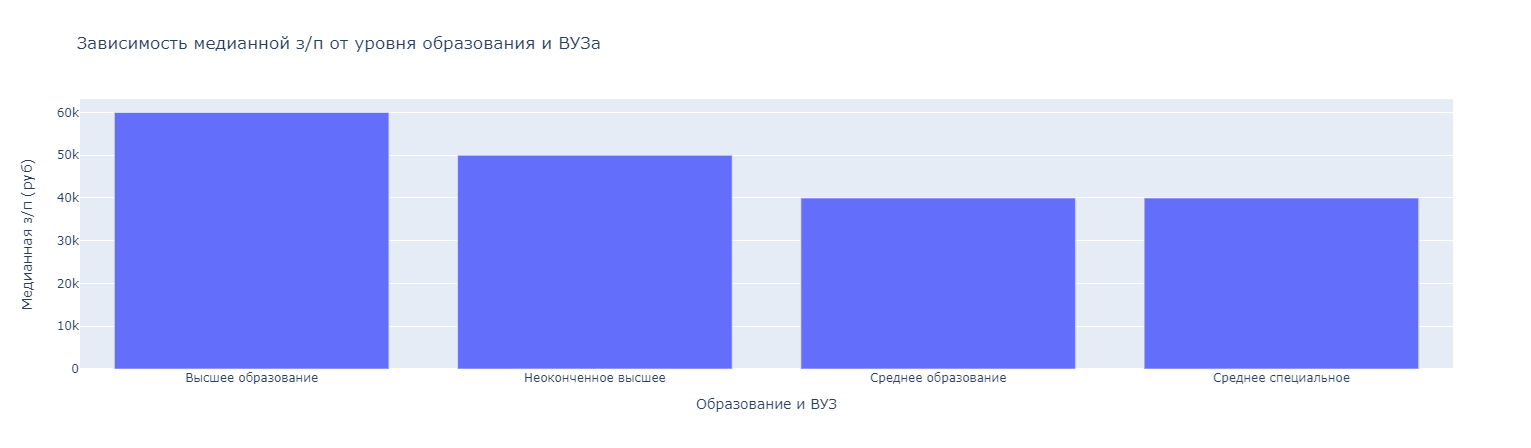 Зависимость медианной з/п от уровня образования и ВУЗа
Медианная з/п (руб)
60k
50k
40k
30k
20k
10k
0
Высшее образование
Неоконченное высшее
Среднее образование
Среднее специальное
Образование и ВУЗ